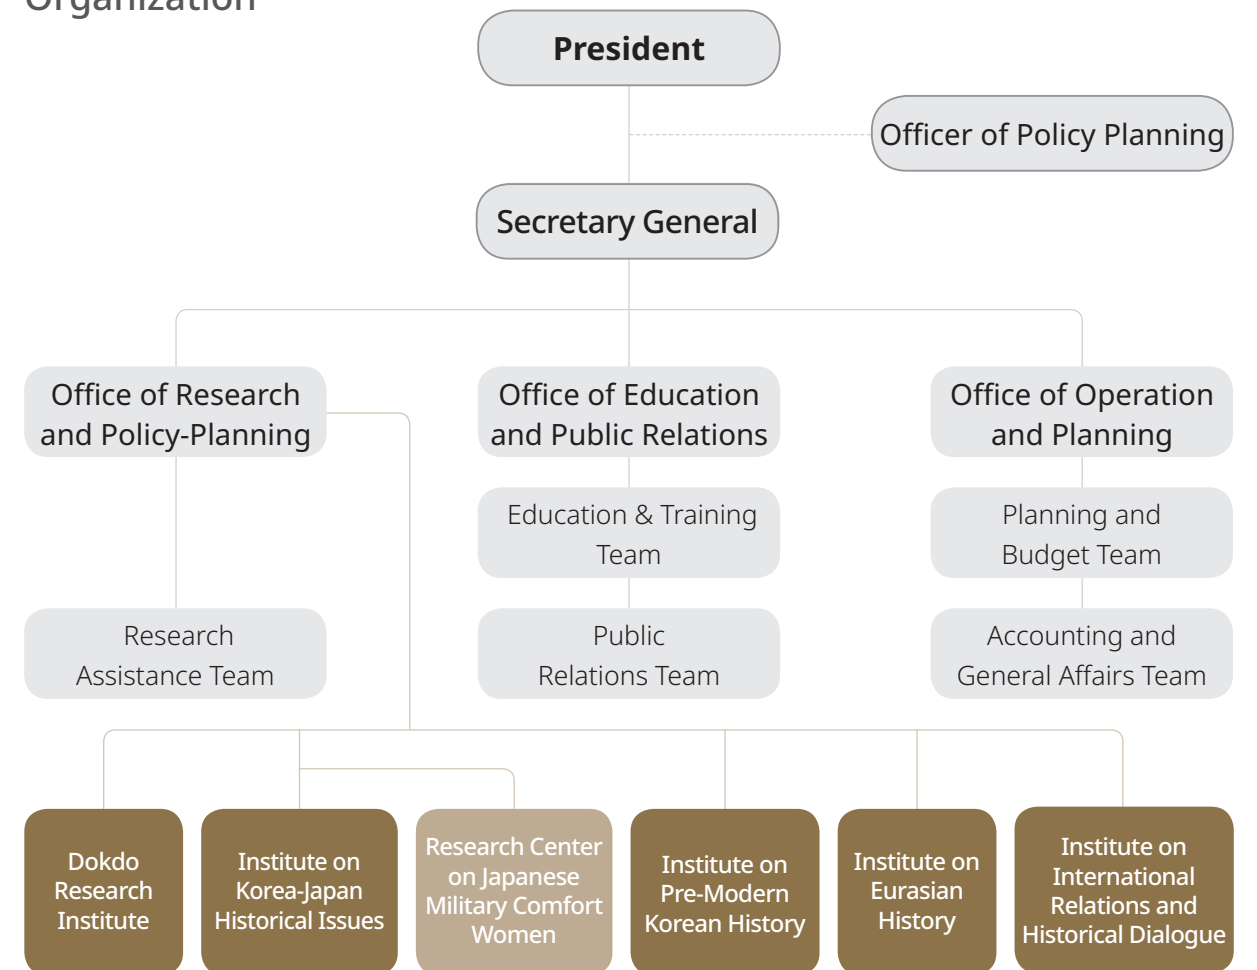 Organization
President
Officer of Policy Planning
Secretary General
Office of Research
and Policy-Planning
Office of Education
and Public Relations
Office of Operation
and Planning
Education & Training
Team
Planning and
Budget Team
Research
Assistance Team
Public
Relations Team
Accounting and
General Affairs Team
Dokdo
Research
Institute
Institute on
Korea-Japan
Historical Issues
Research Center
on Japanese
Military Comfort
Women
Institute on
Pre-Modern
Korean History
Institute on
Eurasian
History
Institute on
International
Relations and
Historical Dialogue